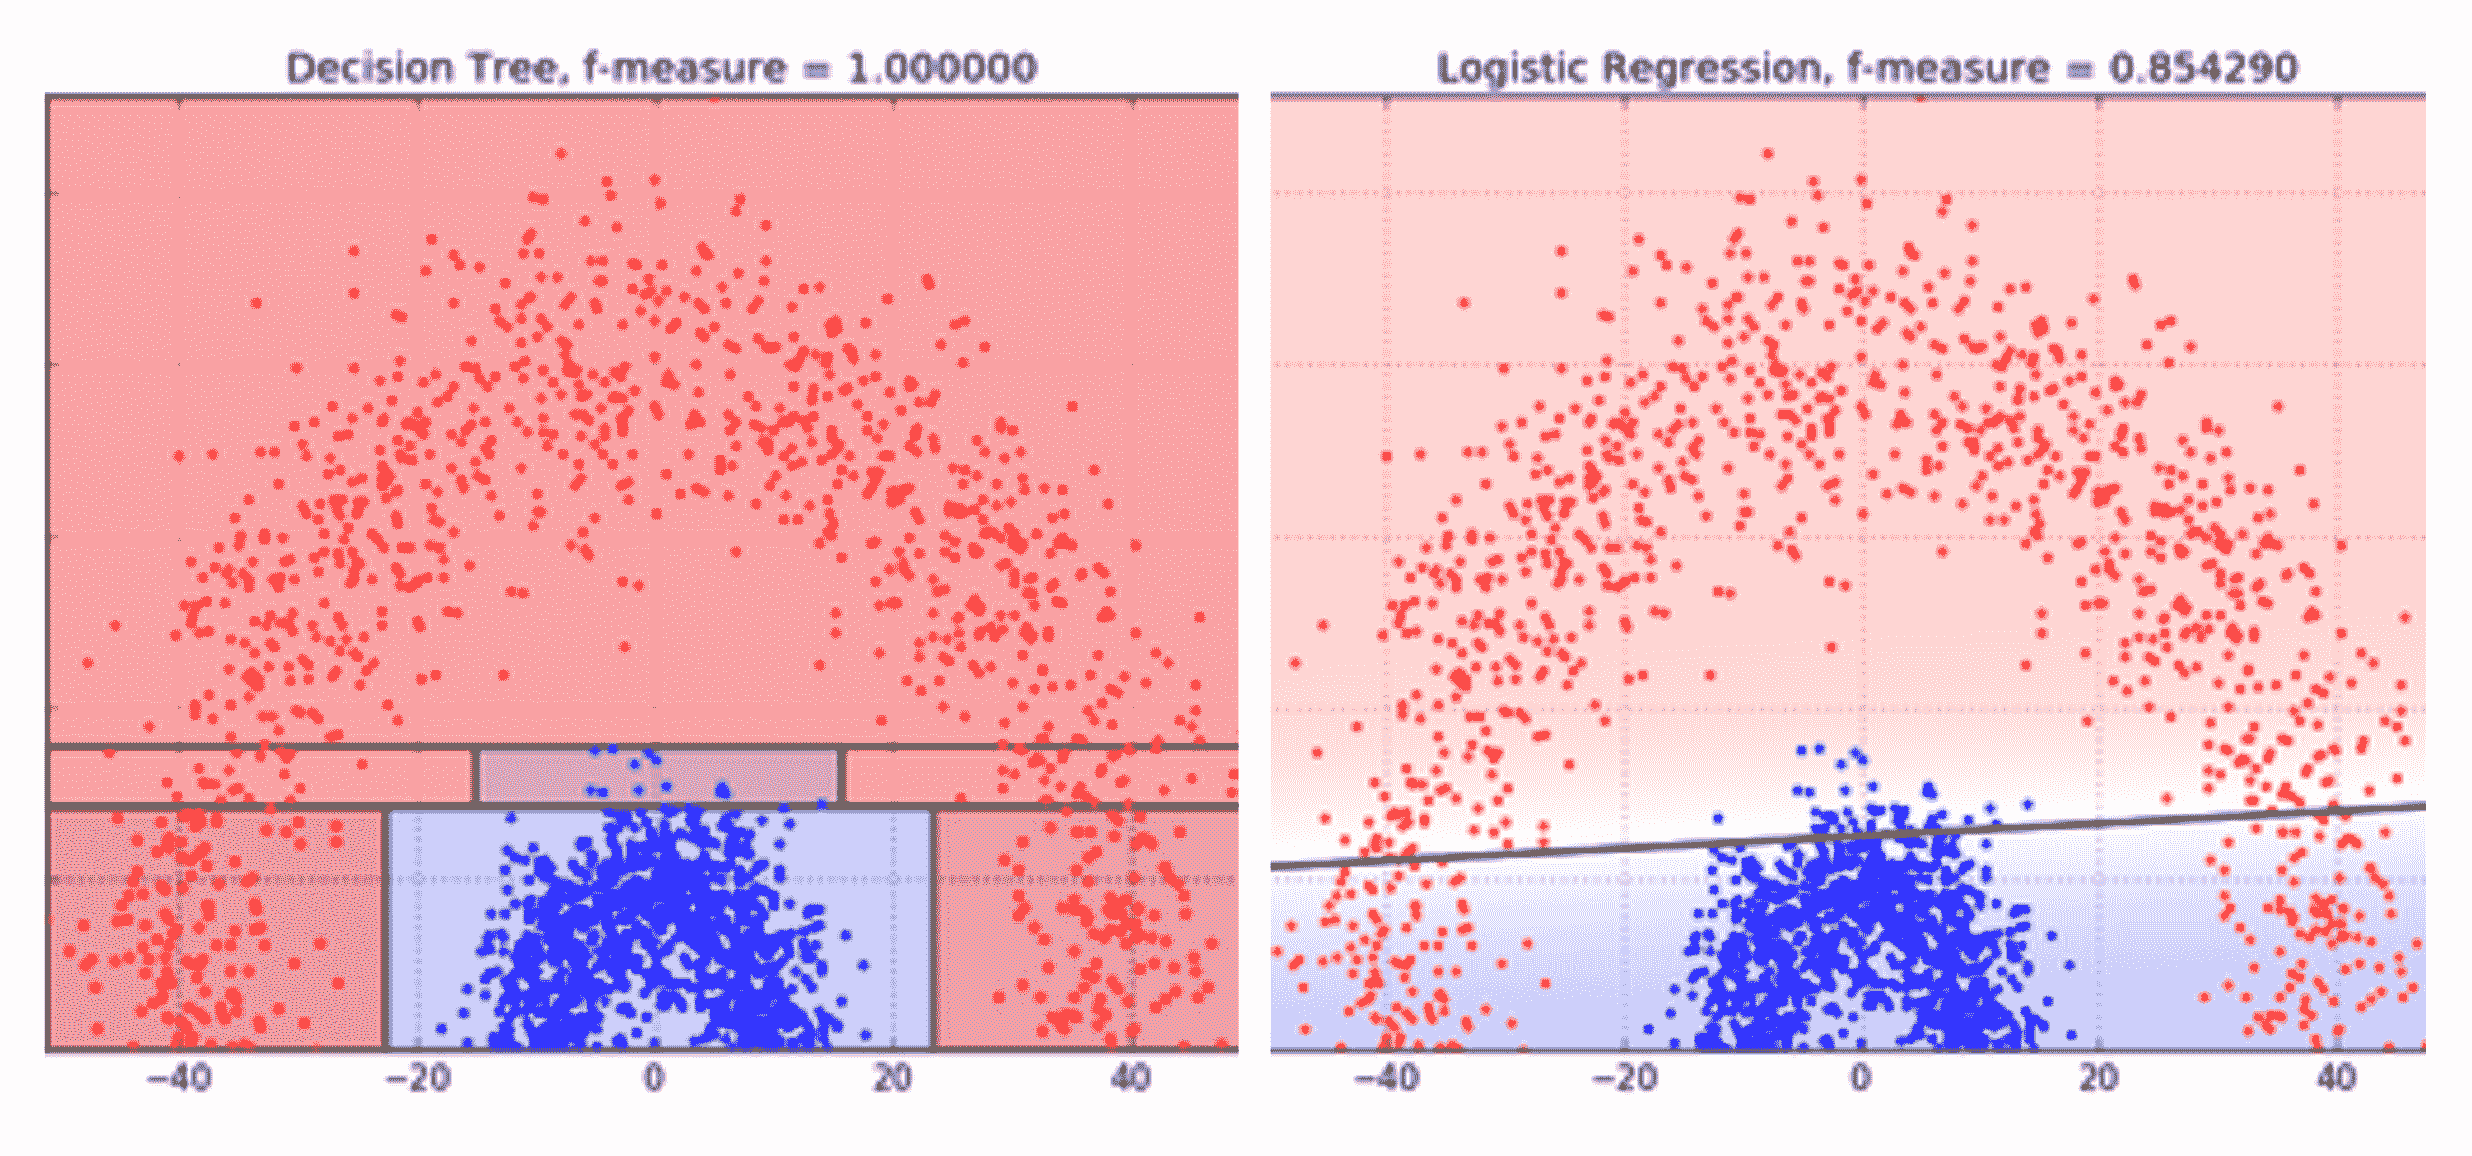 Decision Tree, f-measure = 1.000000
Logistic Regression, f-measure = 0.854290
−40 −20 0 20 40
−40 −20 0 20 40